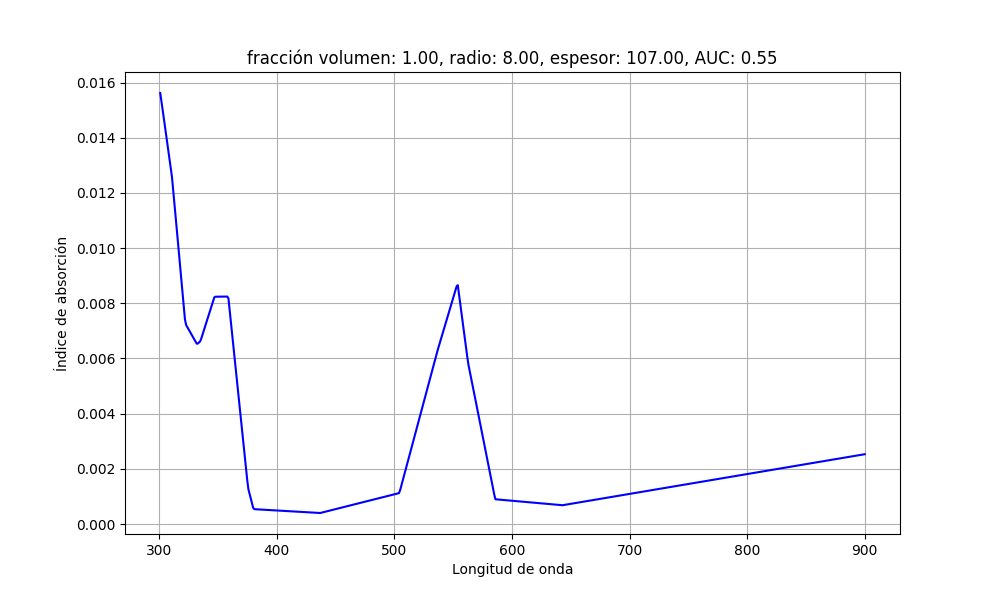 fracción volumen: 1.00, radio: 8.00, espesor: 107.00, AUC: 0.55
0.016
0.014
0.012
0.010
0.008
0.006
0.004
0.002
0.000
Índice de absorción
300 400 500 600 700 800 900
Longitud de onda